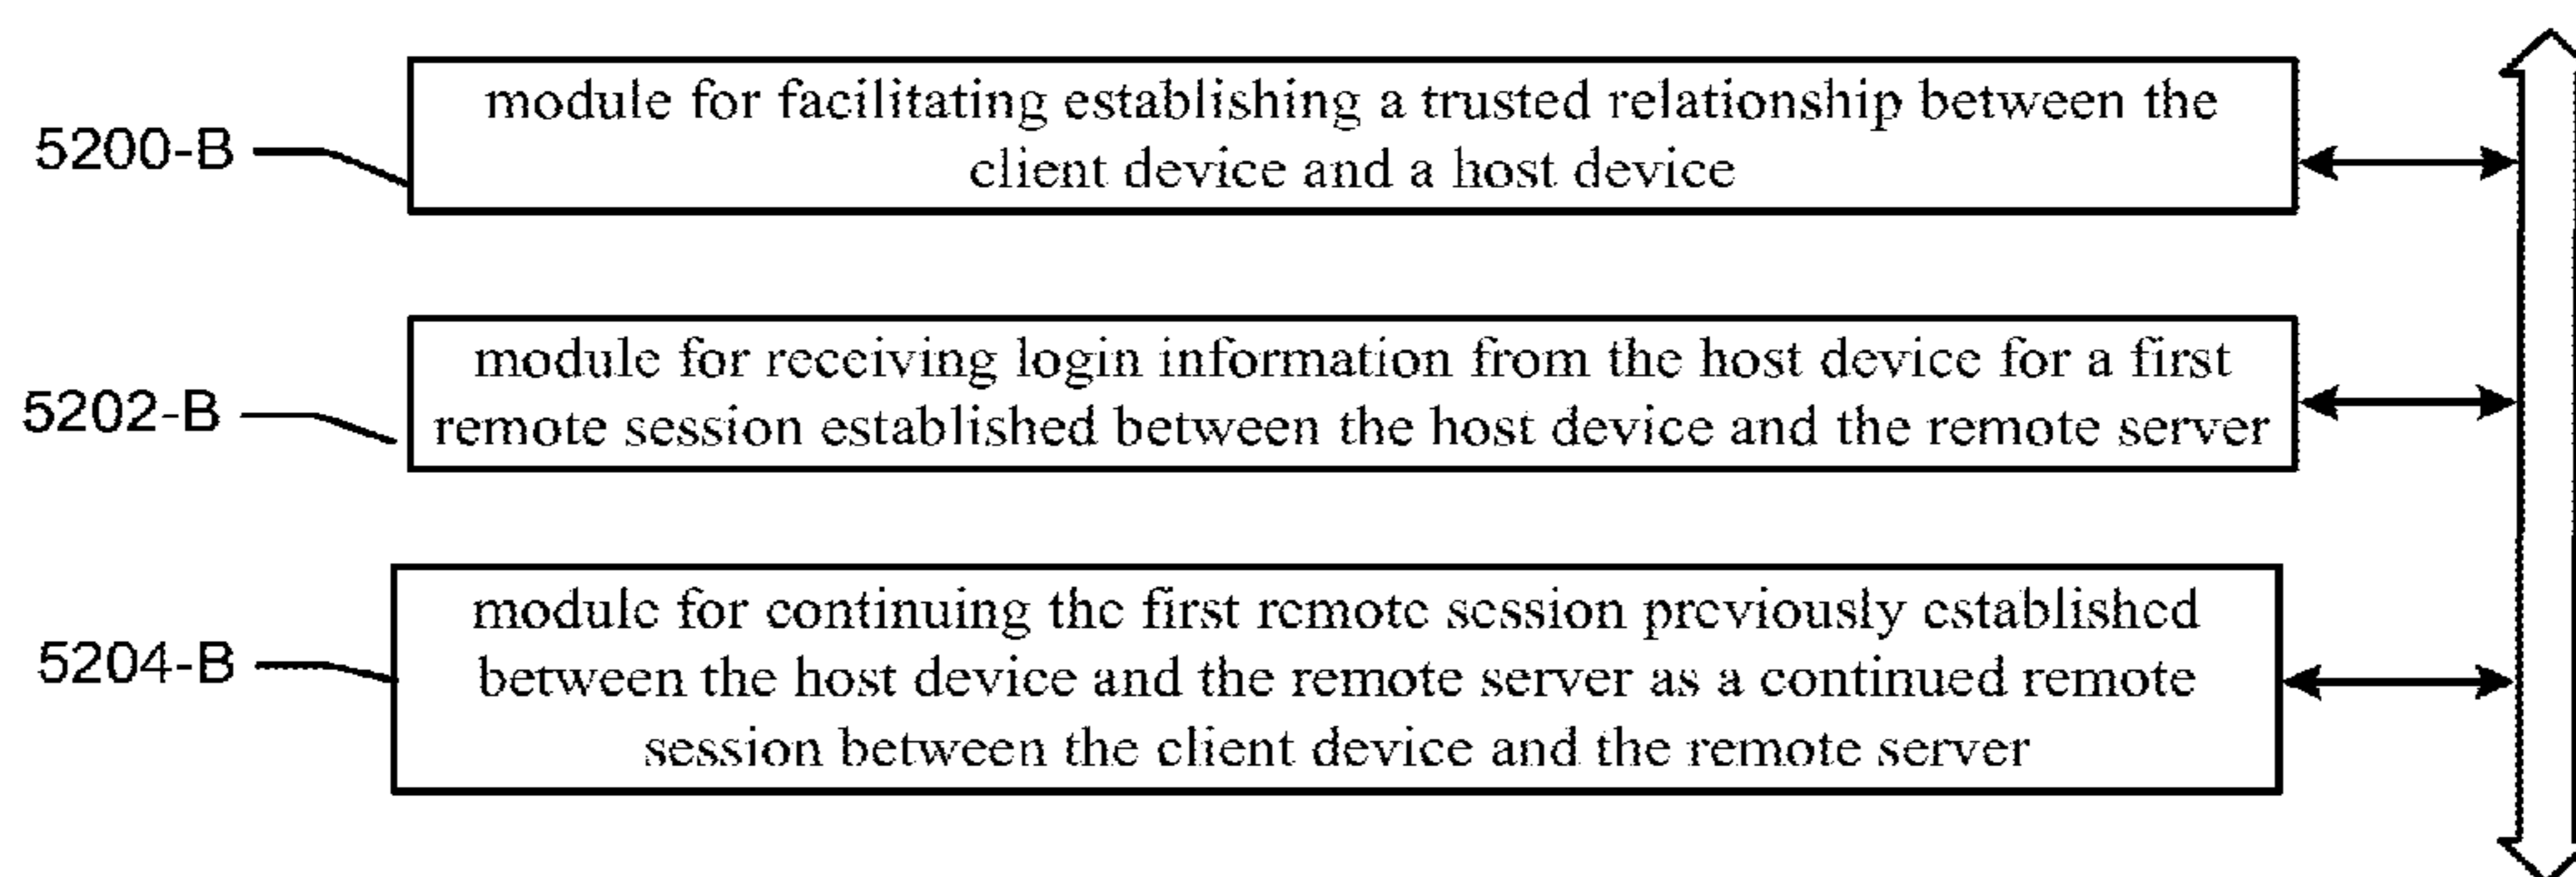 module for facilitating establishing a trusted relationship between the
5200-B
client device and a host device
module for receiving login information from the host device for a first
5202-B
remote session established between the host device and the remote server
module for continuing the first remote session previously established
5204-B
between the host device and the remote server as a continued remote
session between the client device and the remote server